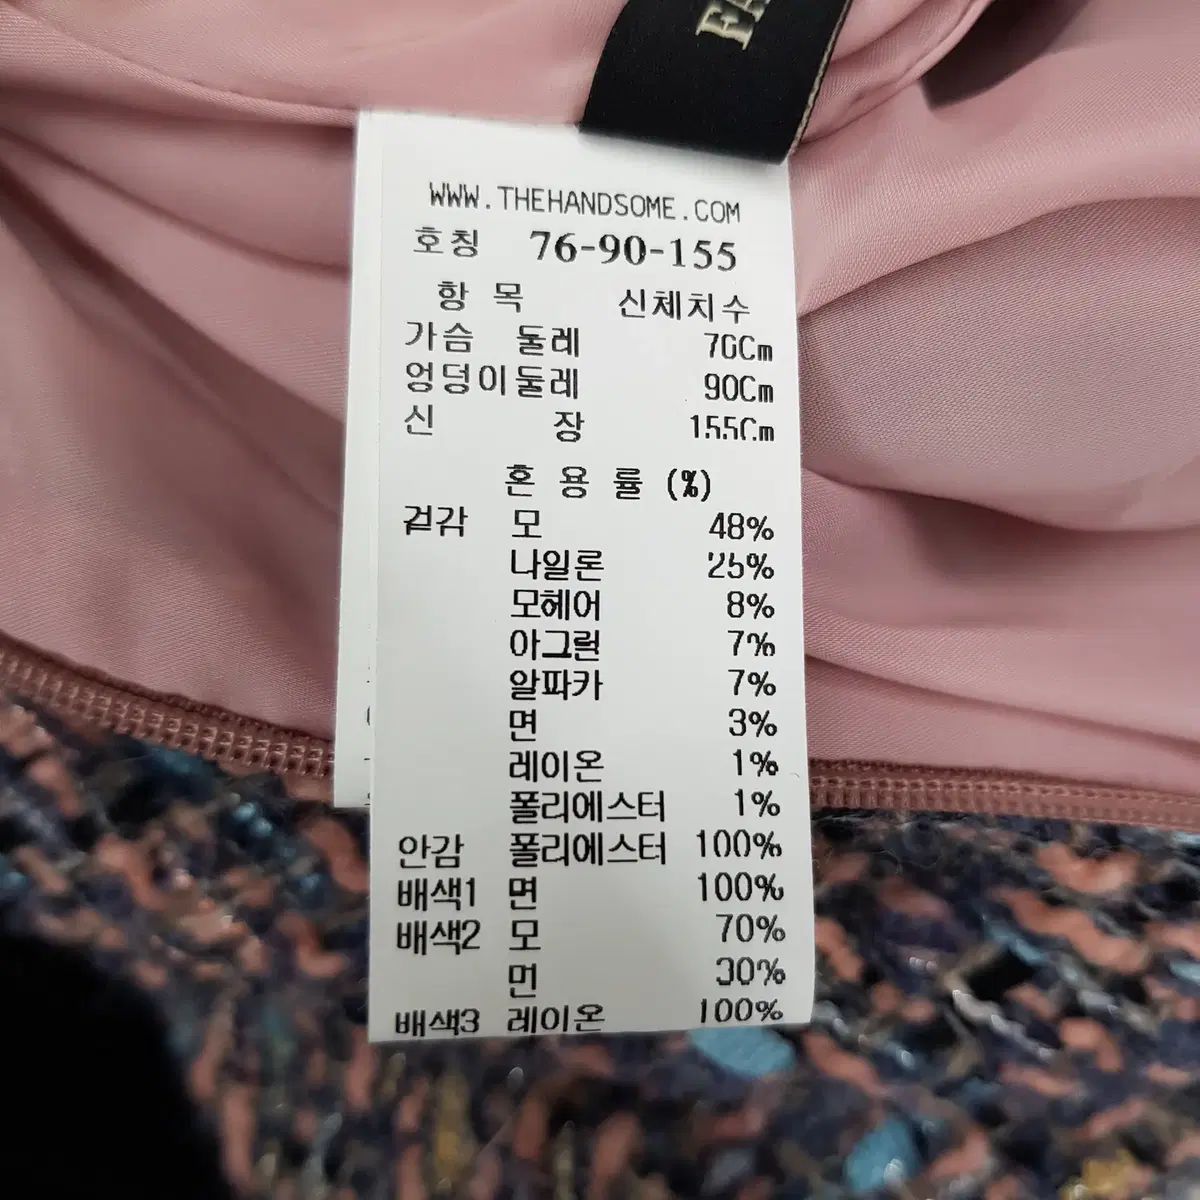 FA
WWW.THEHANDSOME.COM
호칭 76-90-155
항 목 신체치수
가슴 둘레 76Cm
엉덩이둘레 90Cm
신 장 155Cm
혼 용 률 (%)
겉감 모 48%
나일론 25%
모헤어 8%
아크릴 7%
알파카 7%
면 3%
레이온 1%
폴리에스터 1%
안감 폴리에스터 100%
배색1 면 100%
배색2 모 70%
면 30%
배색3 레이온 100%